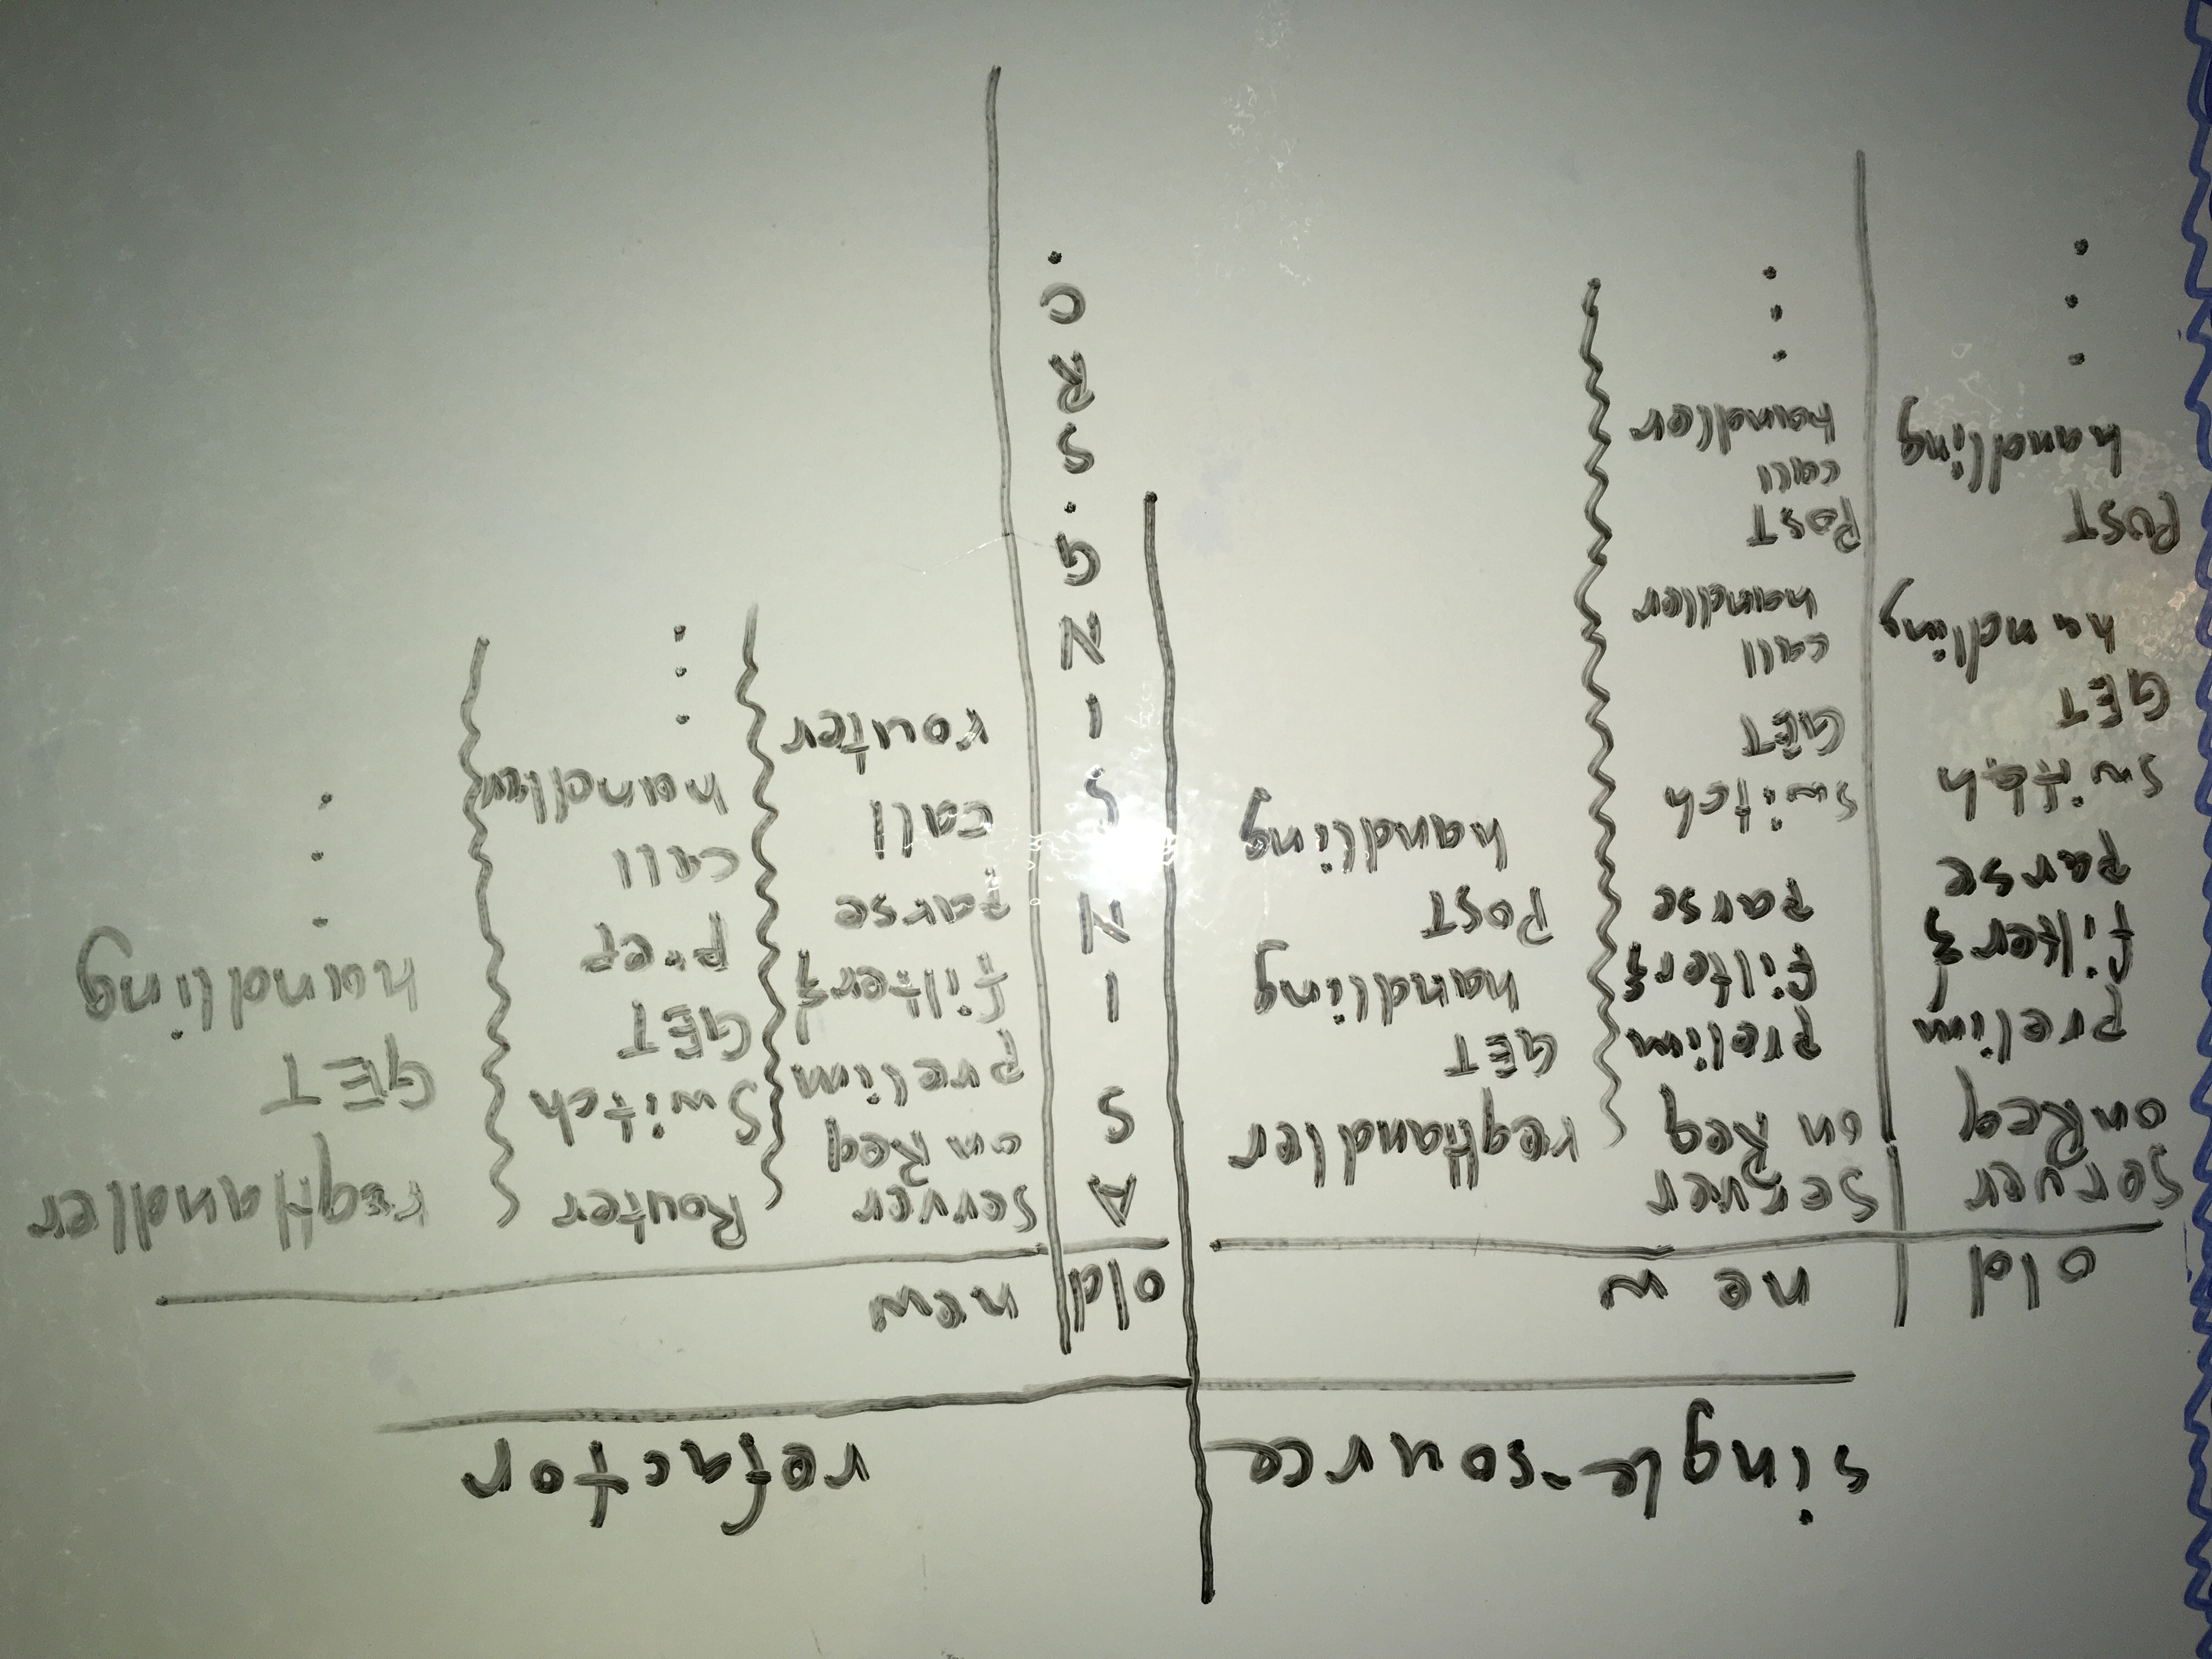 single-source
old
server
onReq
prelim
filter &
parse
switch
GET
handling
POST
handling
new
Server
on Req
prelim
filter &
parse
switch
GET
call
handler
POST
call
handler
reqHandler
GET
handling
POST
handling
refactor
old
A
S
I
N
S
I
N
G
.
S
R
C
.
new
Server
on Req
prelim
filter &
parse
call
router
Router
Switch
GET
prep
call
handler
reqHandler
GET
handling